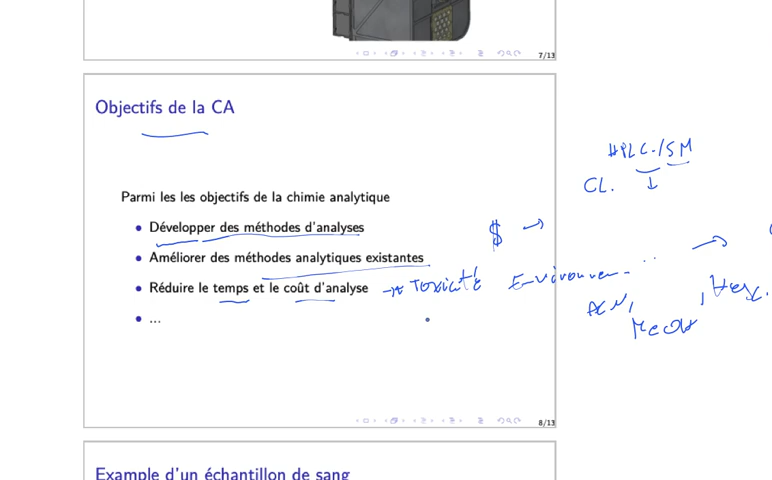 7/13
Objectifs de la CA
HPLC/SM
CL.
Parmi les les objectifs de la chimie analytique
• Développer des méthodes d'analyses
$ →
• Améliorer des méthodes analytiques existantes
• Réduire le temps et le coût d'analyse → Toxicité Environnem
ACN,
MeOH
, Hex.
• ...
8/13
Example d'un échantillon de sang